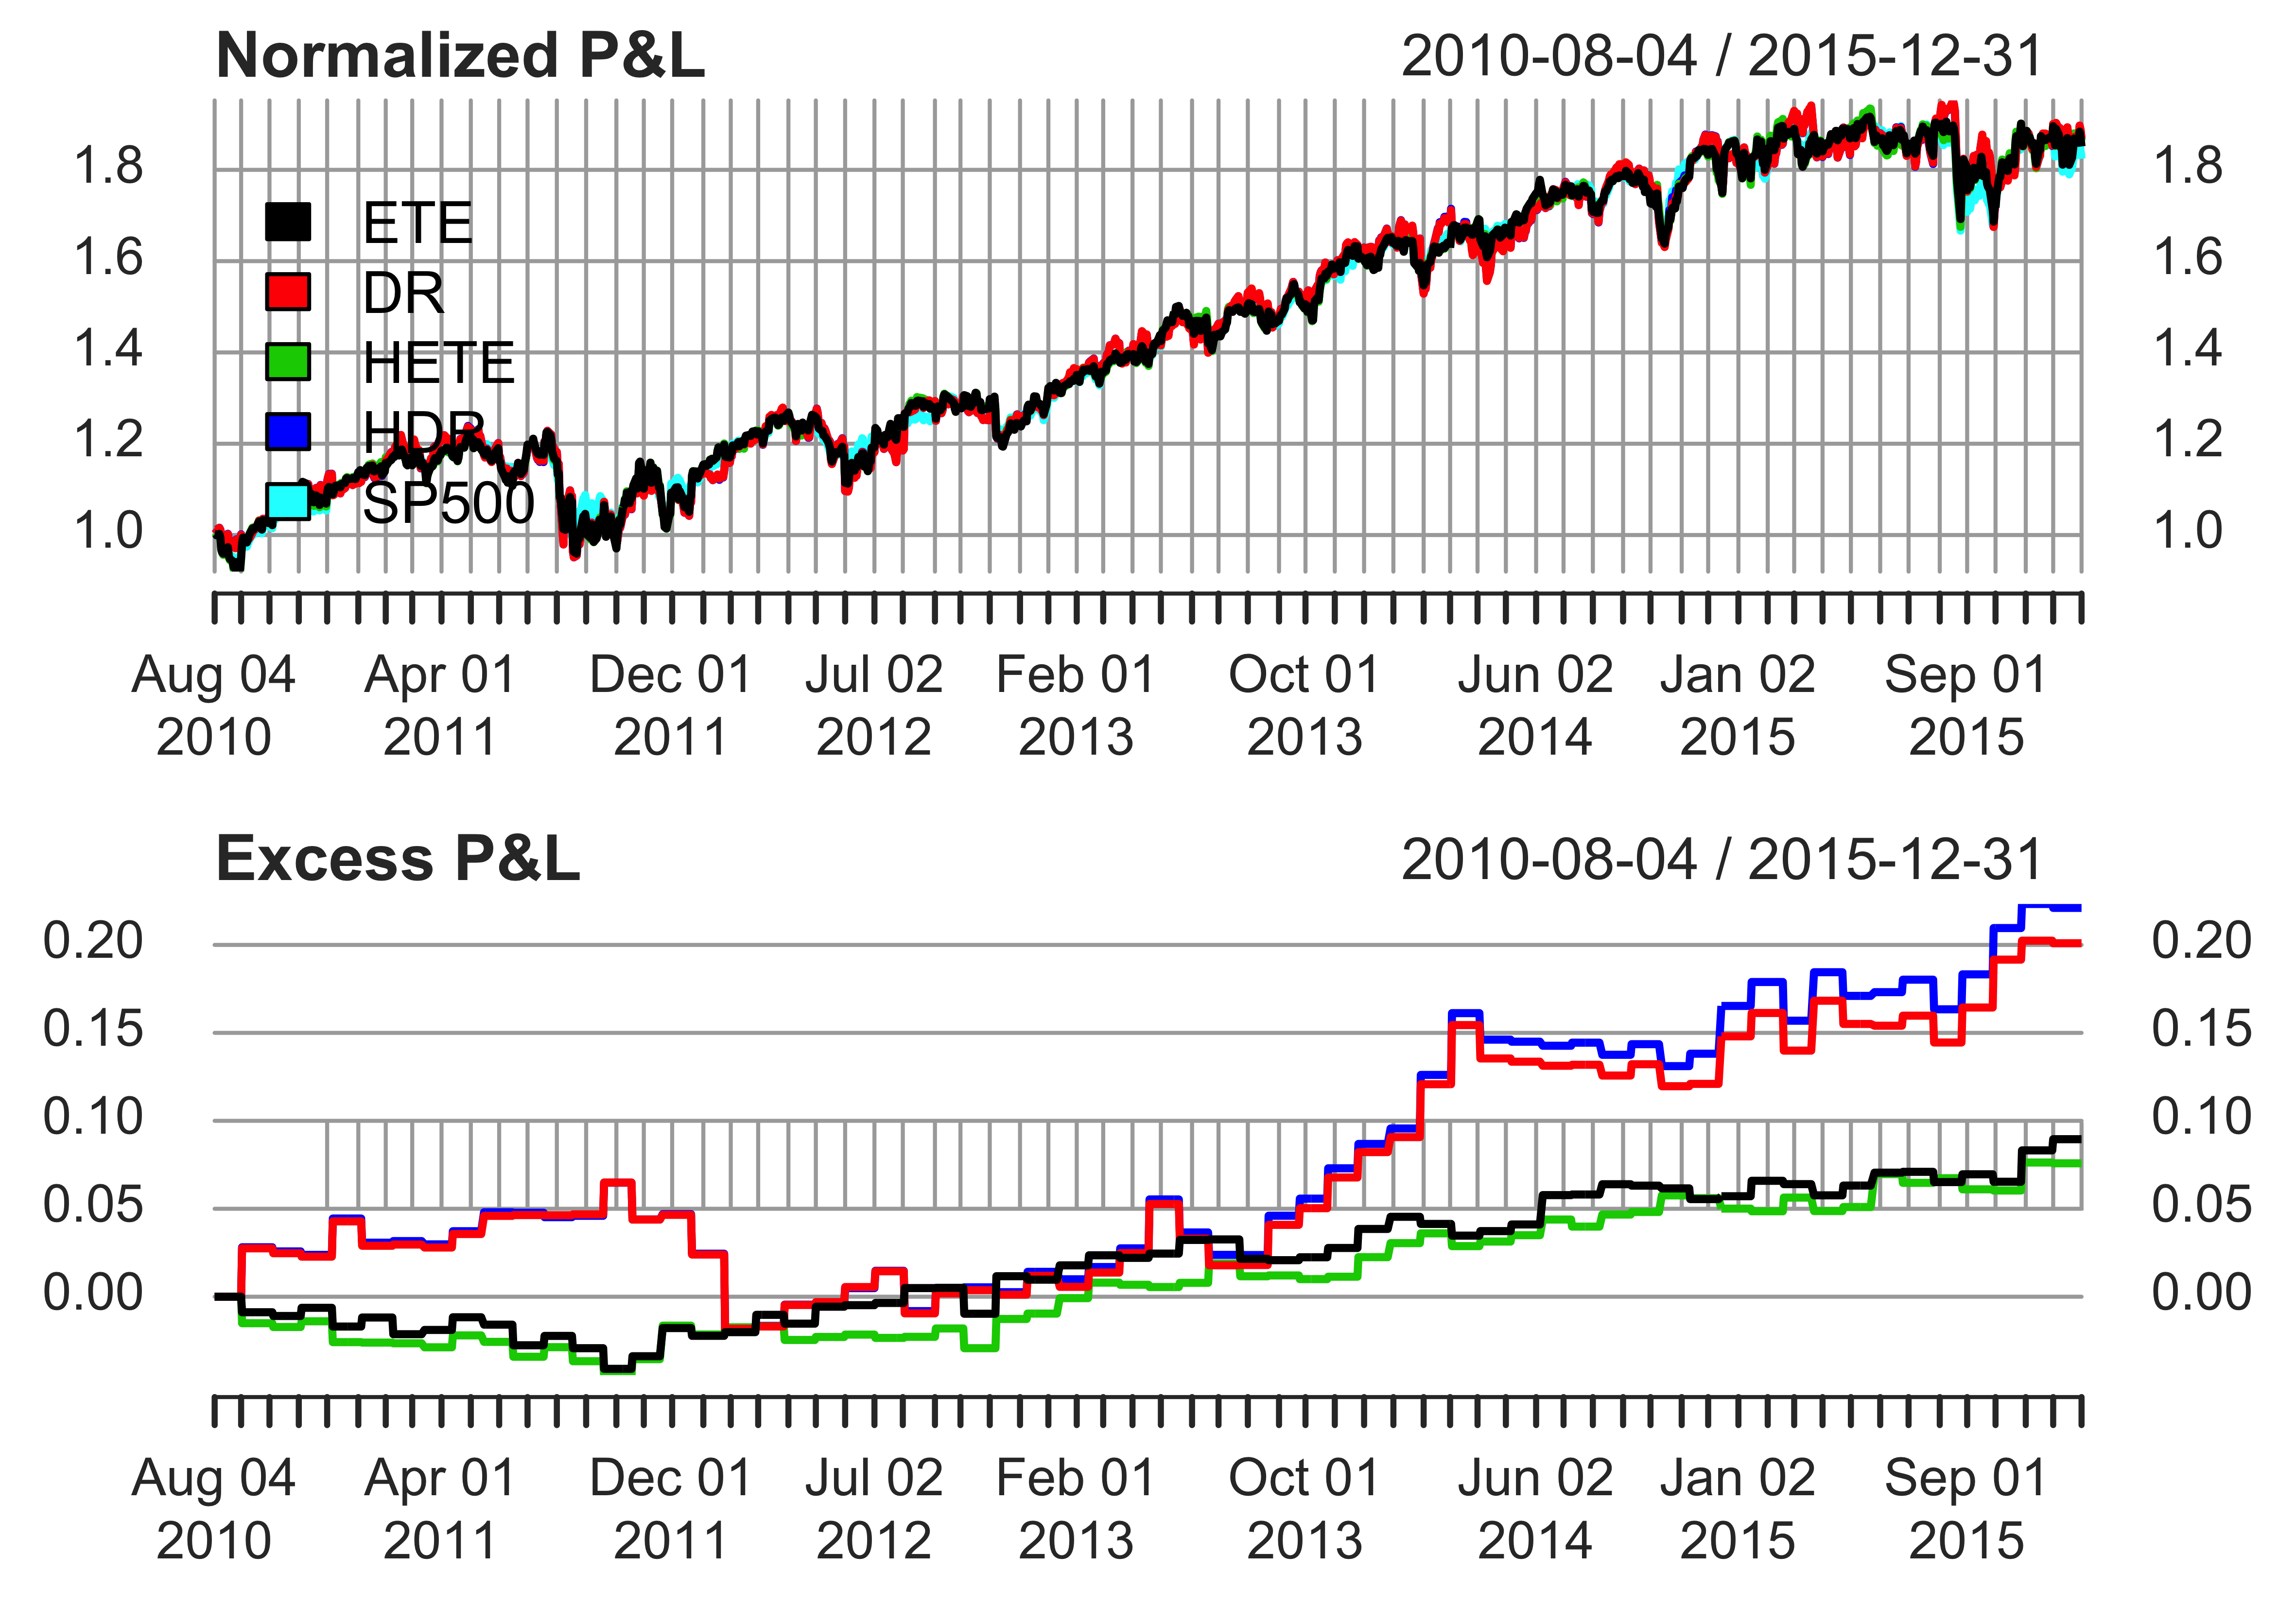 Normalized P&L 2010-08-04 / 2015-12-31
1.8 1.8
1.6 1.6
1.4 1.4
1.2 1.2
1.0 1.0
ETE
DR
HETE
HDR
SP500
Aug 04 Apr 01 Dec 01 Jul 02 Feb 01 Oct 01 Jun 02 Jan 02 Sep 01
2010 2011 2011 2012 2013 2013 2014 2015 2015
Excess P&L 2010-08-04 / 2015-12-31
0.20 0.20
0.15 0.15
0.10 0.10
0.05 0.05
0.00 0.00
Aug 04 Apr 01 Dec 01 Jul 02 Feb 01 Oct 01 Jun 02 Jan 02 Sep 01
2010 2011 2011 2012 2013 2013 2014 2015 2015